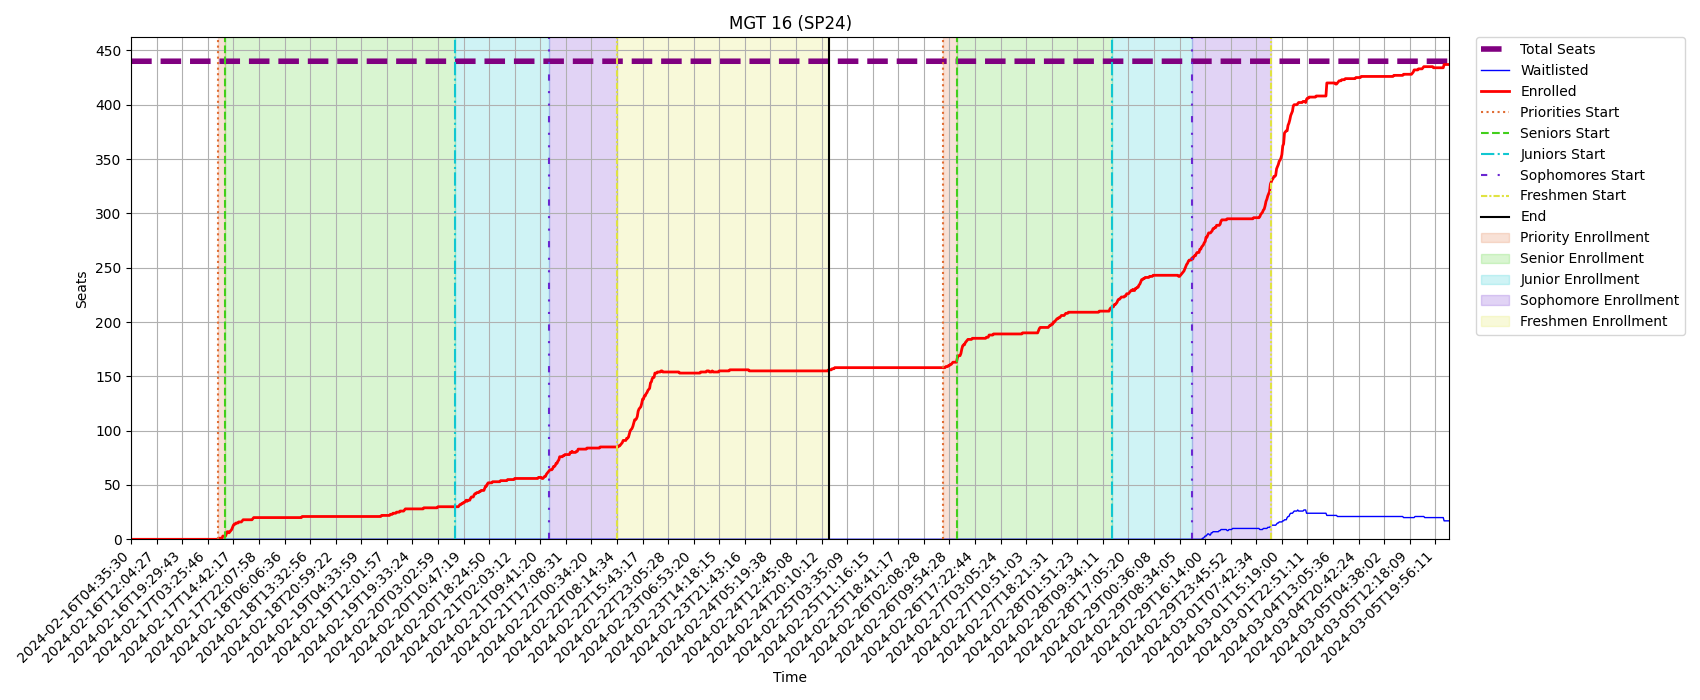 MGT 16 (SP24)
Seats
450
400
350
300
250
200
150
100
50
0
2024-02-16T04:35:30
2024-02-16T12:04:27
2024-02-16T19:29:43
2024-02-17T03:25:46
2024-02-17T14:42:17
2024-02-17T22:07:58
2024-02-18T06:06:36
2024-02-18T13:32:56
2024-02-18T20:59:22
2024-02-19T04:33:59
2024-02-19T12:01:57
2024-02-19T19:33:24
2024-02-20T03:02:59
2024-02-20T10:47:19
2024-02-20T18:24:50
2024-02-21T02:03:12
2024-02-21T09:41:20
2024-02-21T17:08:31
2024-02-22T00:34:20
2024-02-22T08:14:34
2024-02-22T15:43:17
2024-02-22T23:05:28
2024-02-23T06:53:20
2024-02-23T14:18:15
2024-02-23T21:43:16
2024-02-24T05:19:38
2024-02-24T12:45:08
2024-02-24T20:10:12
2024-02-25T03:35:09
2024-02-25T11:16:15
2024-02-25T18:41:17
2024-02-26T02:08:28
2024-02-26T09:54:28
2024-02-26T17:22:44
2024-02-27T03:05:24
2024-02-27T10:51:03
2024-02-27T18:21:31
2024-02-28T01:51:23
2024-02-28T09:34:11
2024-02-28T17:05:20
2024-02-29T00:36:08
2024-02-29T08:34:05
2024-02-29T16:14:00
2024-02-29T23:45:52
2024-03-01T07:42:34
2024-03-01T15:19:00
2024-03-01T22:51:11
2024-03-04T13:05:36
2024-03-04T20:42:24
2024-03-05T04:38:02
2024-03-05T12:18:09
2024-03-05T19:56:11
Time
Total Seats
Waitlisted
Enrolled
Priorities Start
Seniors Start
Juniors Start
Sophomores Start
Freshmen Start
End
Priority Enrollment
Senior Enrollment
Junior Enrollment
Sophomore Enrollment
Freshmen Enrollment